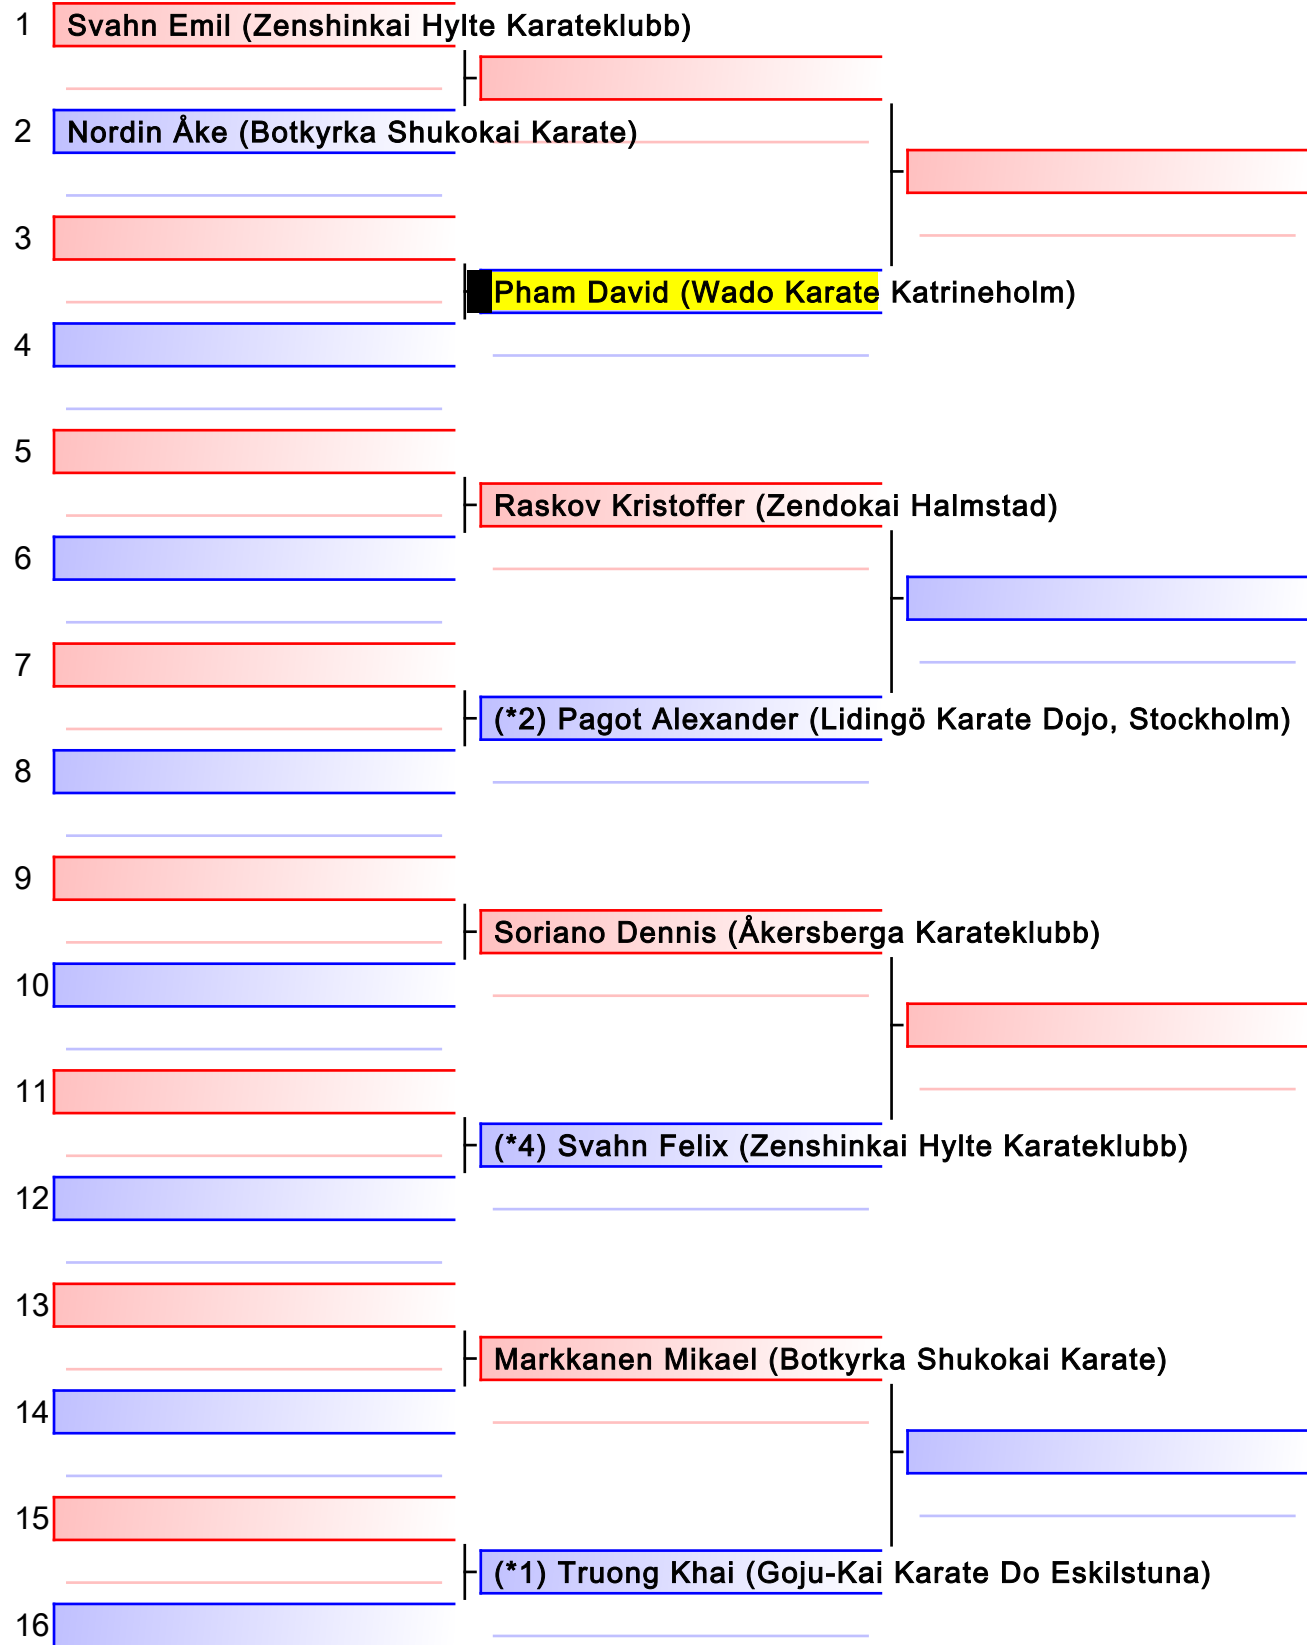 1 Svahn Emil (Zenshinkai Hylte Karateklubb)
2 Nordin Åke (Botkyrka Shukokai Karate)
3
Pham David (Wado Karate Katrineholm)
4
5
Raskov Kristoffer (Zendokai Halmstad)
6
7
(*2) Pagot Alexander (Lidingö Karate Dojo, Stockholm)
8
9
Soriano Dennis (Åkersberga Karateklubb)
10
11
(*4) Svahn Felix (Zenshinkai Hylte Karateklubb)
12
13
Markkanen Mikael (Botkyrka Shukokai Karate)
14
15
(*1) Truong Khai (Goju-Kai Karate Do Eskilstuna)
16